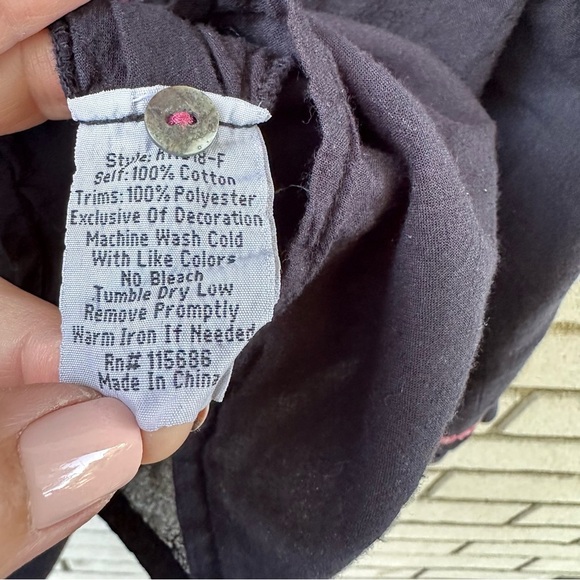 Style:
Self: 100% Cotton
Trims: 100% Polyester
Exclusive Of Decoration
Machine Wash Cold
With Like Colors
No Bleach
Tumble Dry Low
Remove Promptly
Warm Iron If Needed
Rn# 115686
Made In China